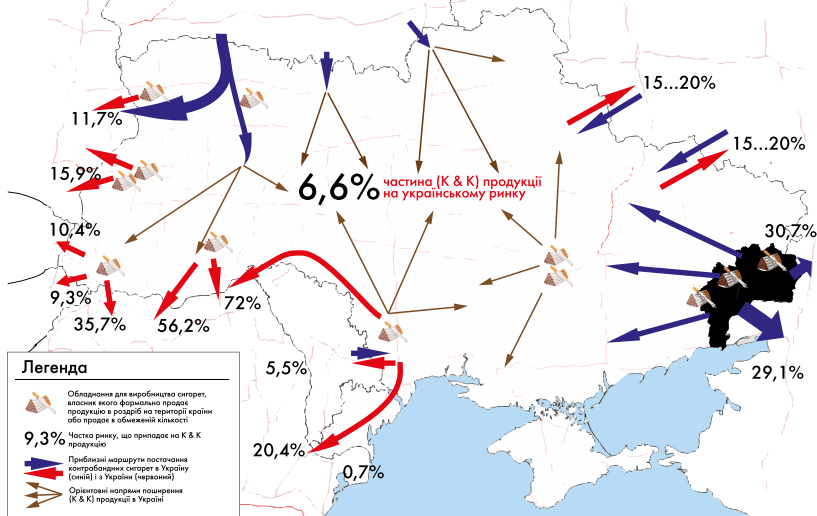 15...20%
11,7%
15...20%
15,9%
6,6%
частина (К & К) продукції
на українському ринку
10,4%
30,7%
9,3%
72%
35,7%
56,2%
5,5%
29,1%
20,4%
0,7%
Легенда
Обладнання для виробництва сигарет,
власник якого формально продає
продукцію в роздріб на території країни
або продає в обмеженій кількості
9,3%
Частка ринку, що припадає на К & К
продукцію
Приблизні маршрути постачання
контрабандних сигарет в Україну
(синій) і з України (червоний)
Орієнтовні напрями поширення
(К & К) продукції в Україні